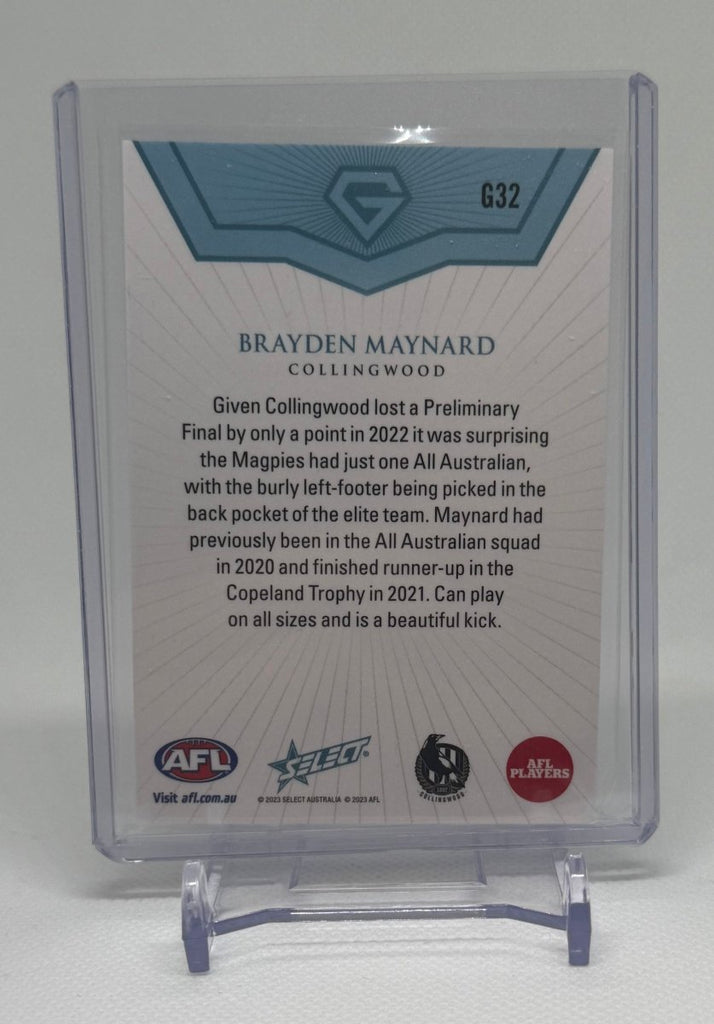 G
G32
BRAYDEN MAYNARD
COLLINGWOOD
Given Collingwood lost a Preliminary
Final by only a point in 2022 it was surprising
the Magpies had just one All Australian,
with the burly left-footer being picked in the
back pocket of the elite team. Maynard had
previously been in the All Australian squad
in 2020 and finished runner-up in the
Copeland Trophy in 2021. Can play
on all sizes and is a beautiful kick.
AFL
Visit afl.com.au
SELECT®
© 2023 SELECT AUSTRALIA © 2023 AFL
COLLINGWOOD
AFL
PLAYERS